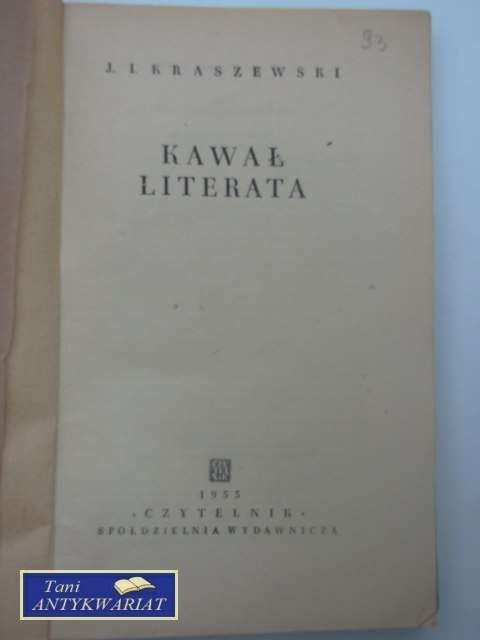 93
J. I. KRASZEWSKI
KAWAŁ
LITERATA
1955
»CZYTELNIK«
SPÓŁDZIELNIA WYDAWNICZA
Tani
ANTYKWARIAT